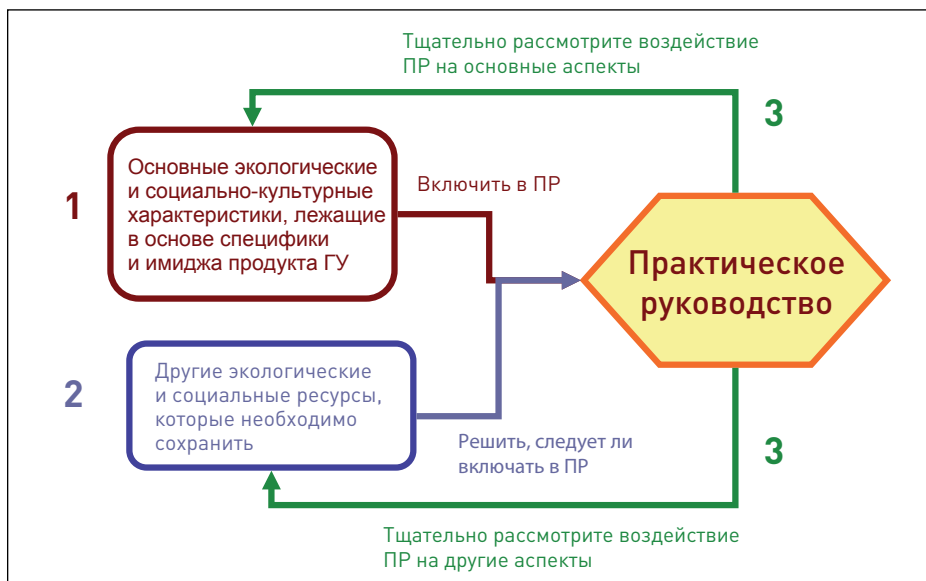 Тщательно рассмотрите воздействие
ПР на основные аспекты
3
1
Основные экологические
и социально-культурные
характеристики, лежащие
в основе специфики
и имиджа продукта ГУ
Включить в ПР
Практическое
руководство
2
Другие экологические
и социальные ресурсы,
которые необходимо
сохранить
Решить, следует ли
включать в ПР
3
Тщательно рассмотрите воздействие
ПР на другие аспекты